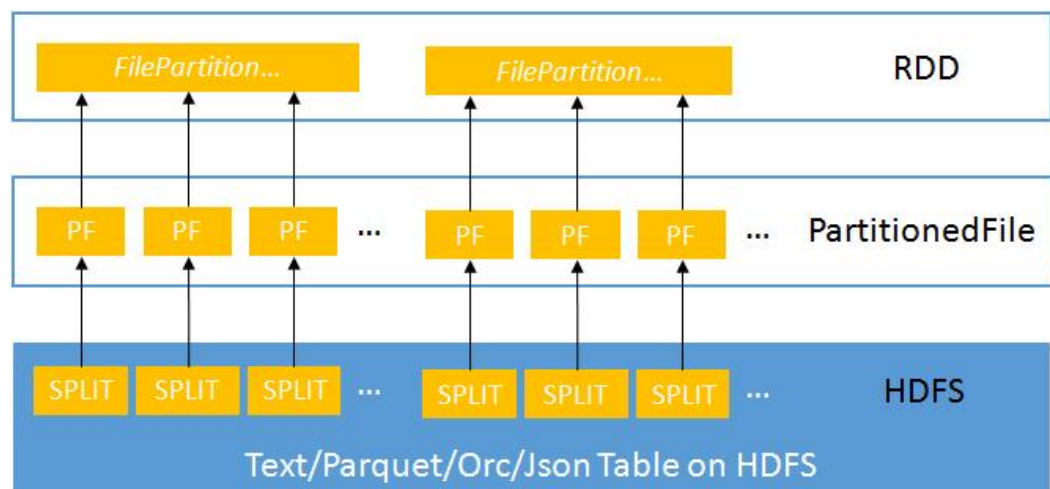 FilePartition... FilePartition... RDD
PF PF PF ... PF PF PF ... PartitionedFile
SPLIT SPLIT SPLIT ... SPLIT SPLIT SPLIT ... HDFS
Text/Parquet/Orc/Json Table on HDFS